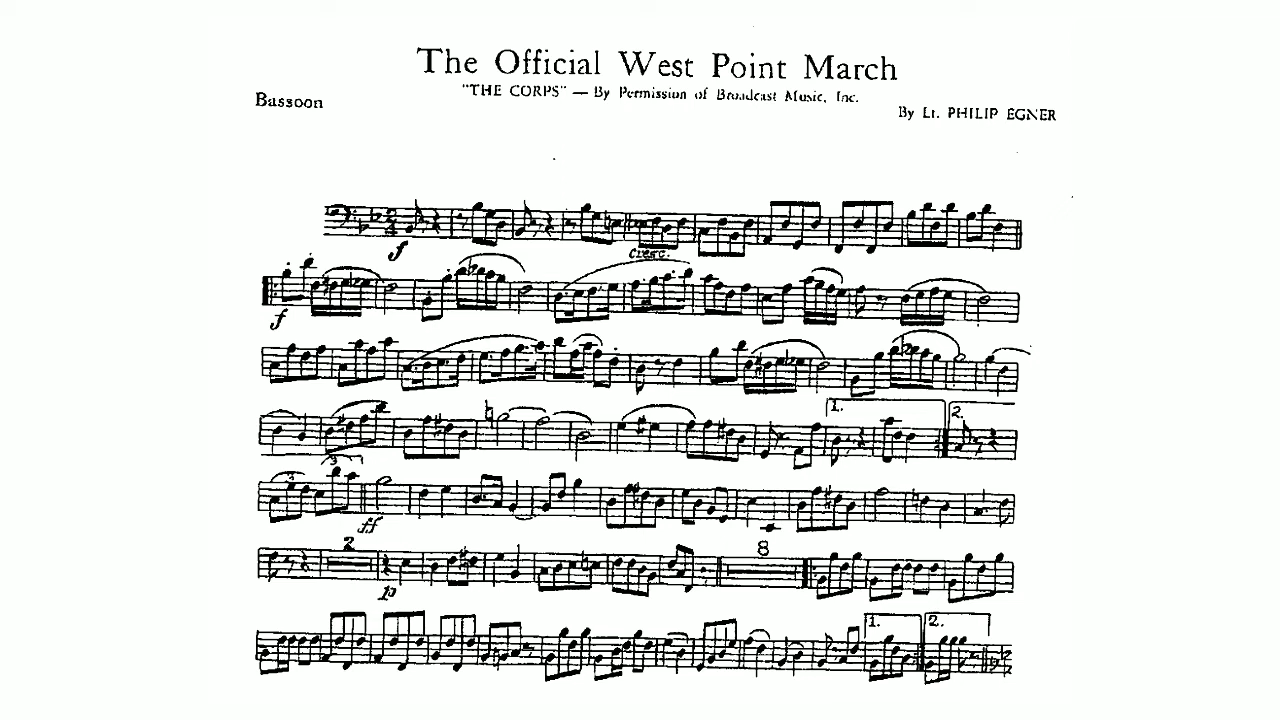 The Official West Point March
"THE CORPS" — By Permission of Broadcast Music, Inc.
Bassoon
By Lt. PHILIP EGNER
f
cresc.
f
1.
2.
3
ff
2
8
p
1.
2.